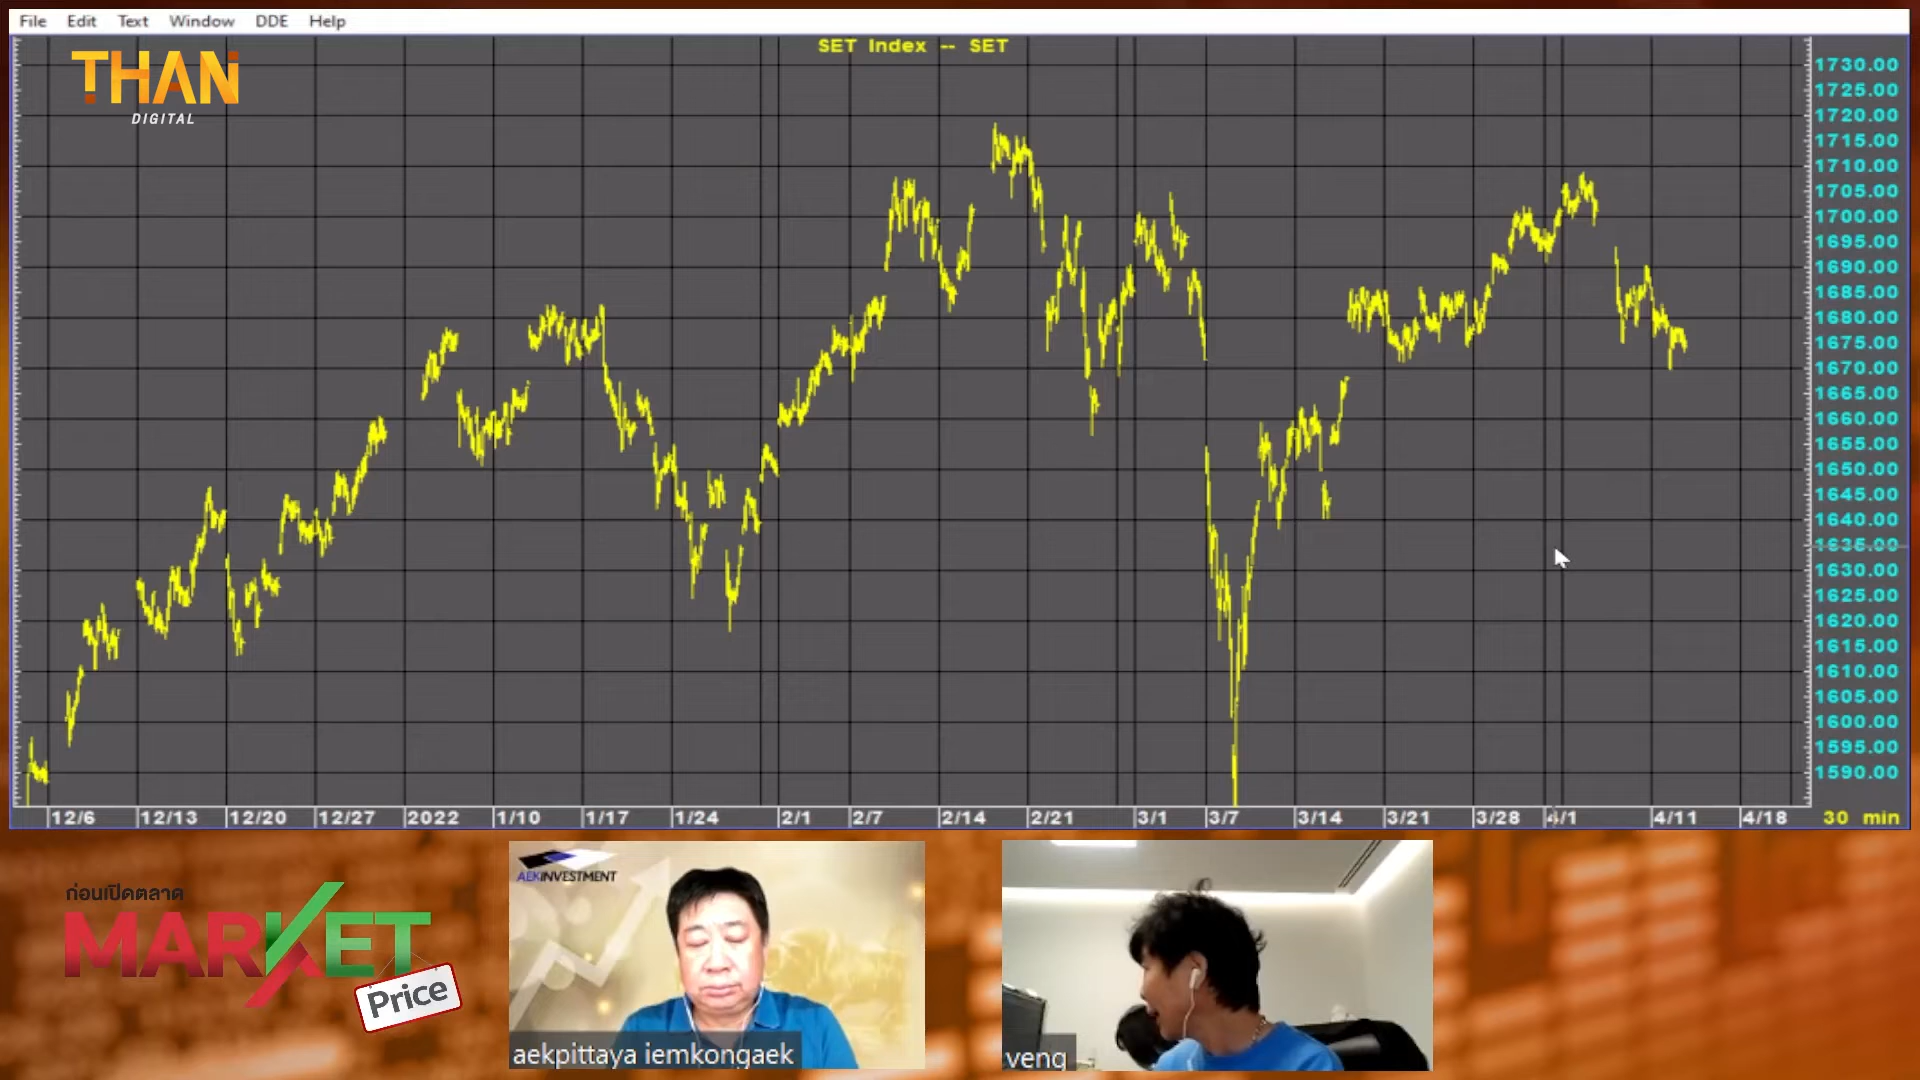 File Edit Text Window DDE Help
SET Index -- SET
THAN
DIGITAL
1730.00
1725.00
1720.00
1715.00
1710.00
1705.00
1700.00
1695.00
1690.00
1685.00
1680.00
1675.00
1670.00
1665.00
1660.00
1655.00
1650.00
1645.00
1640.00
1635.00
1630.00
1625.00
1620.00
1615.00
1610.00
1605.00
1600.00
1595.00
1590.00
12/6 12/13 12/20 12/27 2022 1/10 1/17 1/24 2/1 2/7 2/14 2/21 3/1 3/7 3/14 3/21 3/28 4/1 4/11 4/18 30 min
ก่อนเปิดตลาด
MARKET
Price
AEKINVESTMENT
aekpittaya iemkongaek
veng